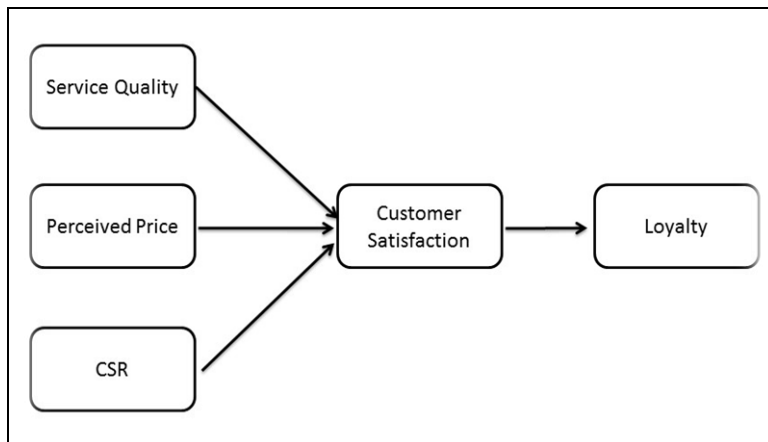 Service Quality
Perceived Price
CSR
Customer
Satisfaction
Loyalty